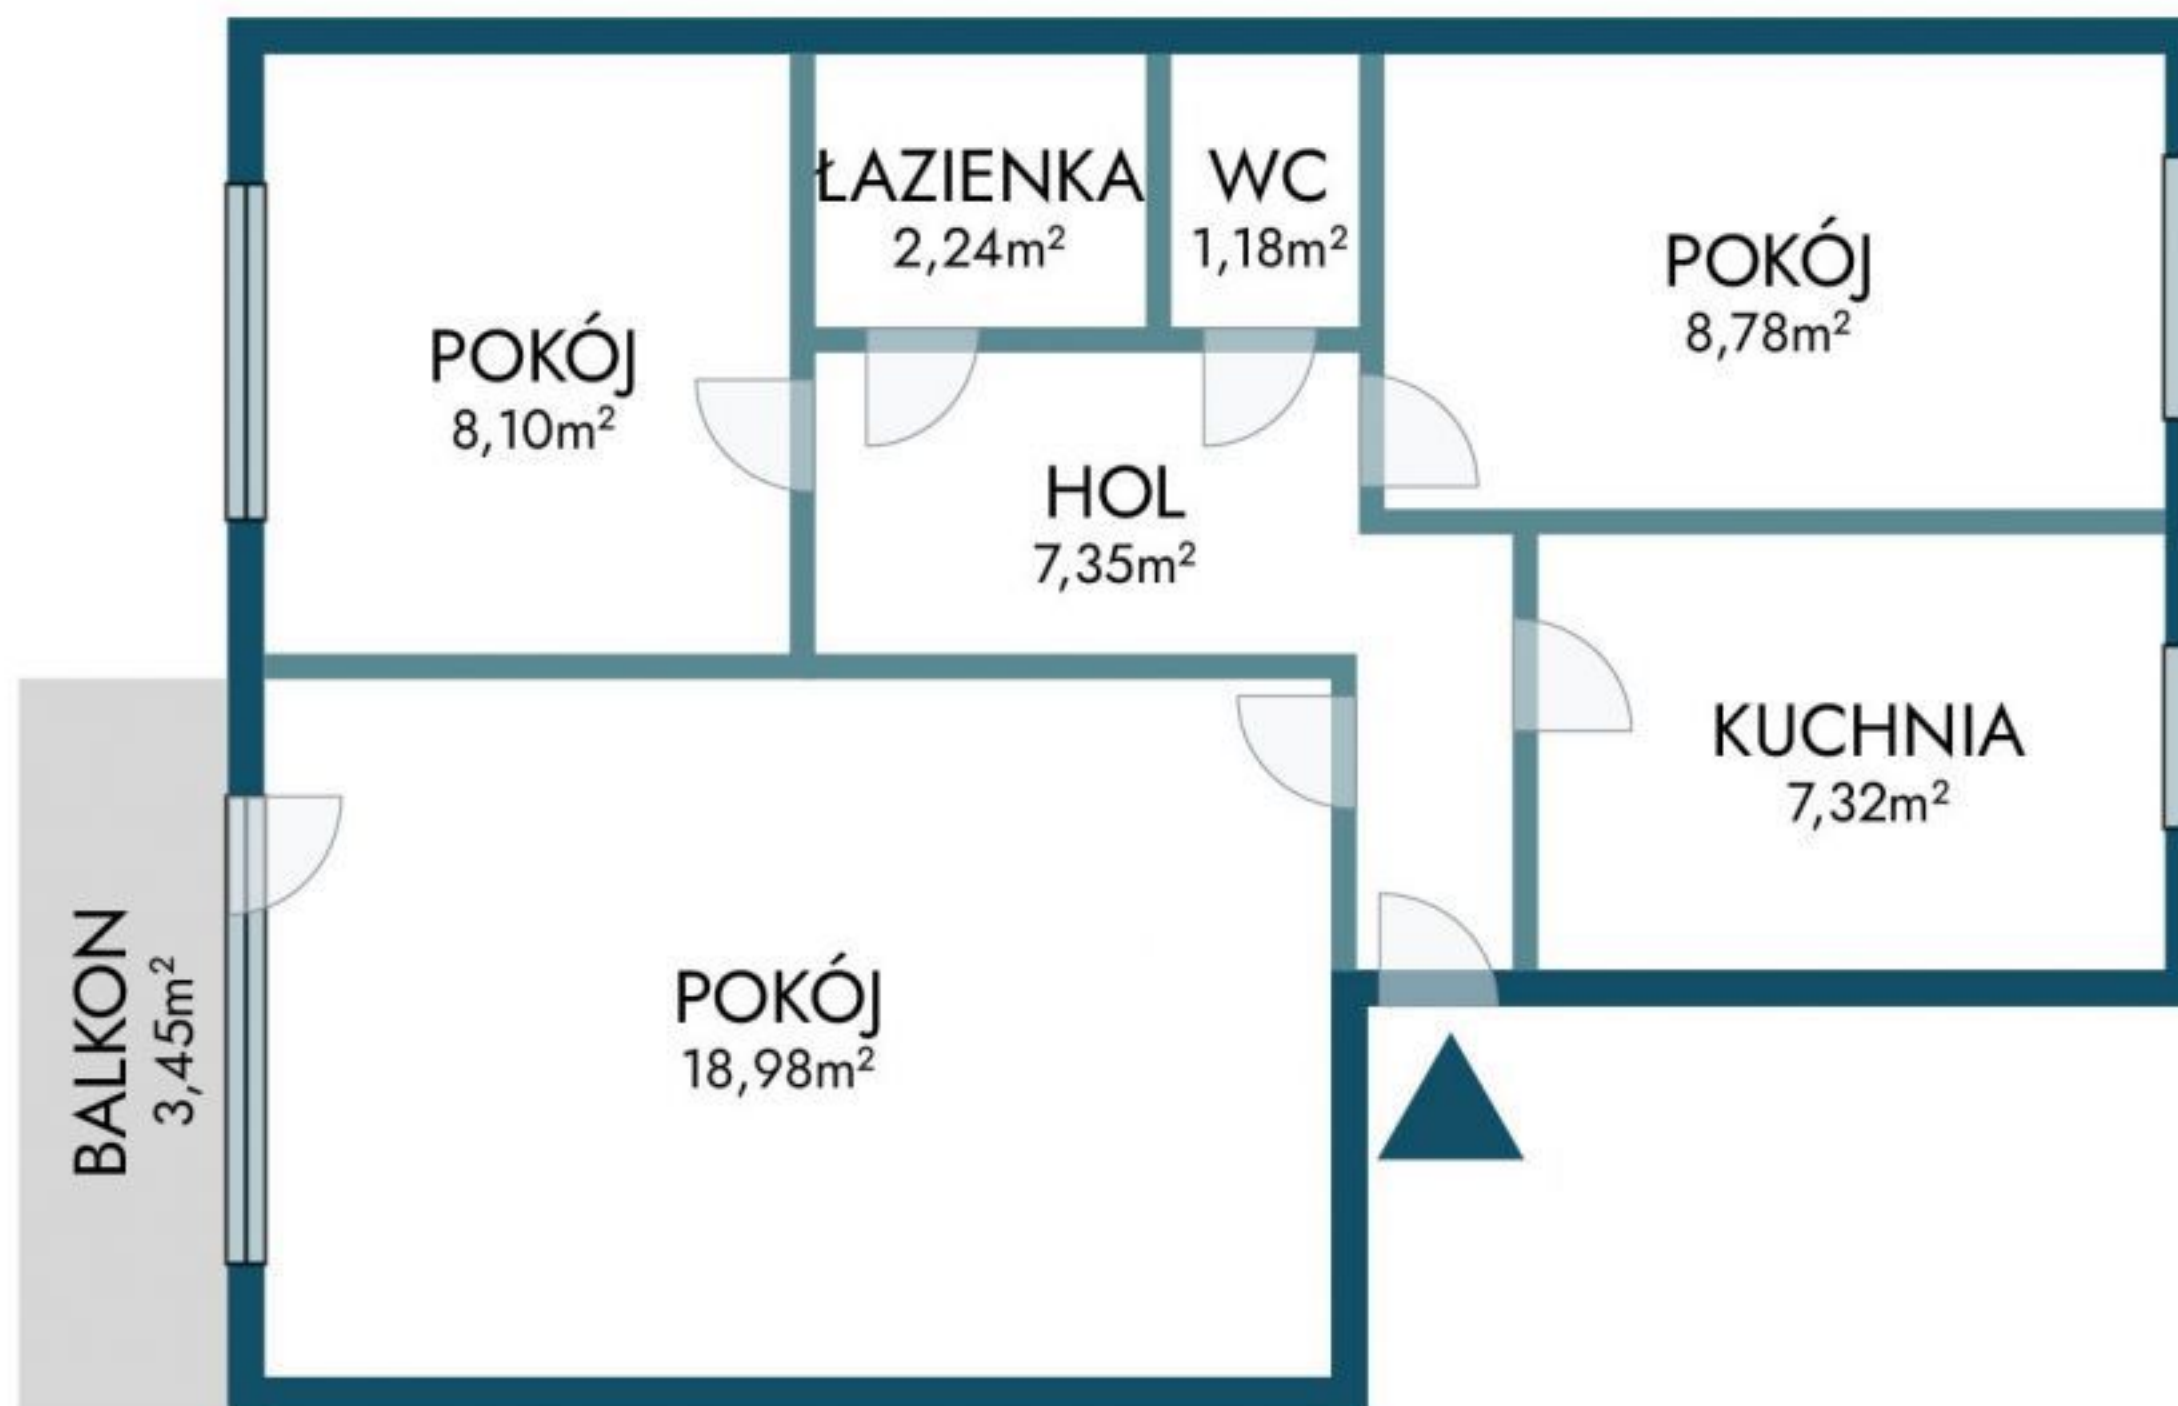 ŁAZIENKA
2,24m²
WC
1,18m²
POKÓJ
8,78m²
POKÓJ
8,10m²
HOL
7,35m²
KUCHNIA
7,32m²
BALKON
3,45m²
POKÓJ
18,98m²